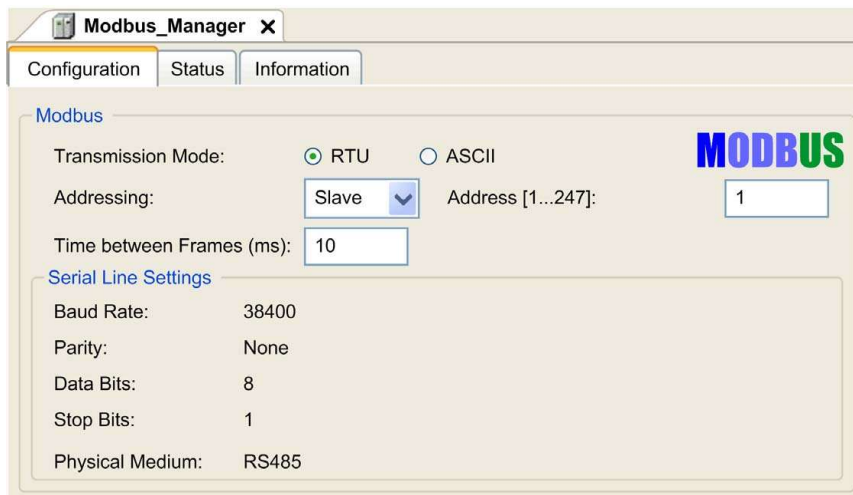 Modbus_Manager X
Configuration Status Information
Modbus
MODBUS
Transmission Mode: RTU ASCII
Addressing: Slave Address [1...247]: 1
Time between Frames (ms): 10
Serial Line Settings
Baud Rate: 38400
Parity: None
Data Bits: 8
Stop Bits: 1
Physical Medium: RS485